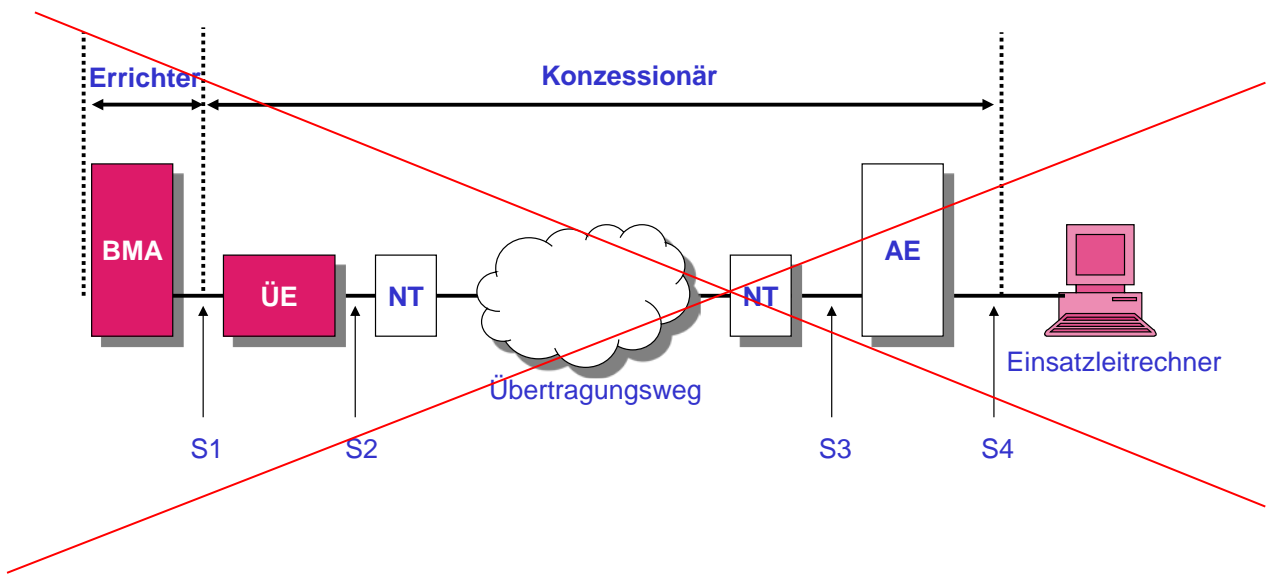 Errichter
Konzessionär
BMA
ÜE
NT
NT
AE
Übertragungsweg
Einsatzleitrechner
S1
S2
S3
S4